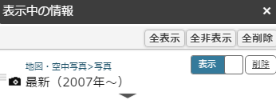 表示中の情報 ×
全表示 全非表示 全削除
地図・空中写真>写真 表示 削除
最新（2007年～）